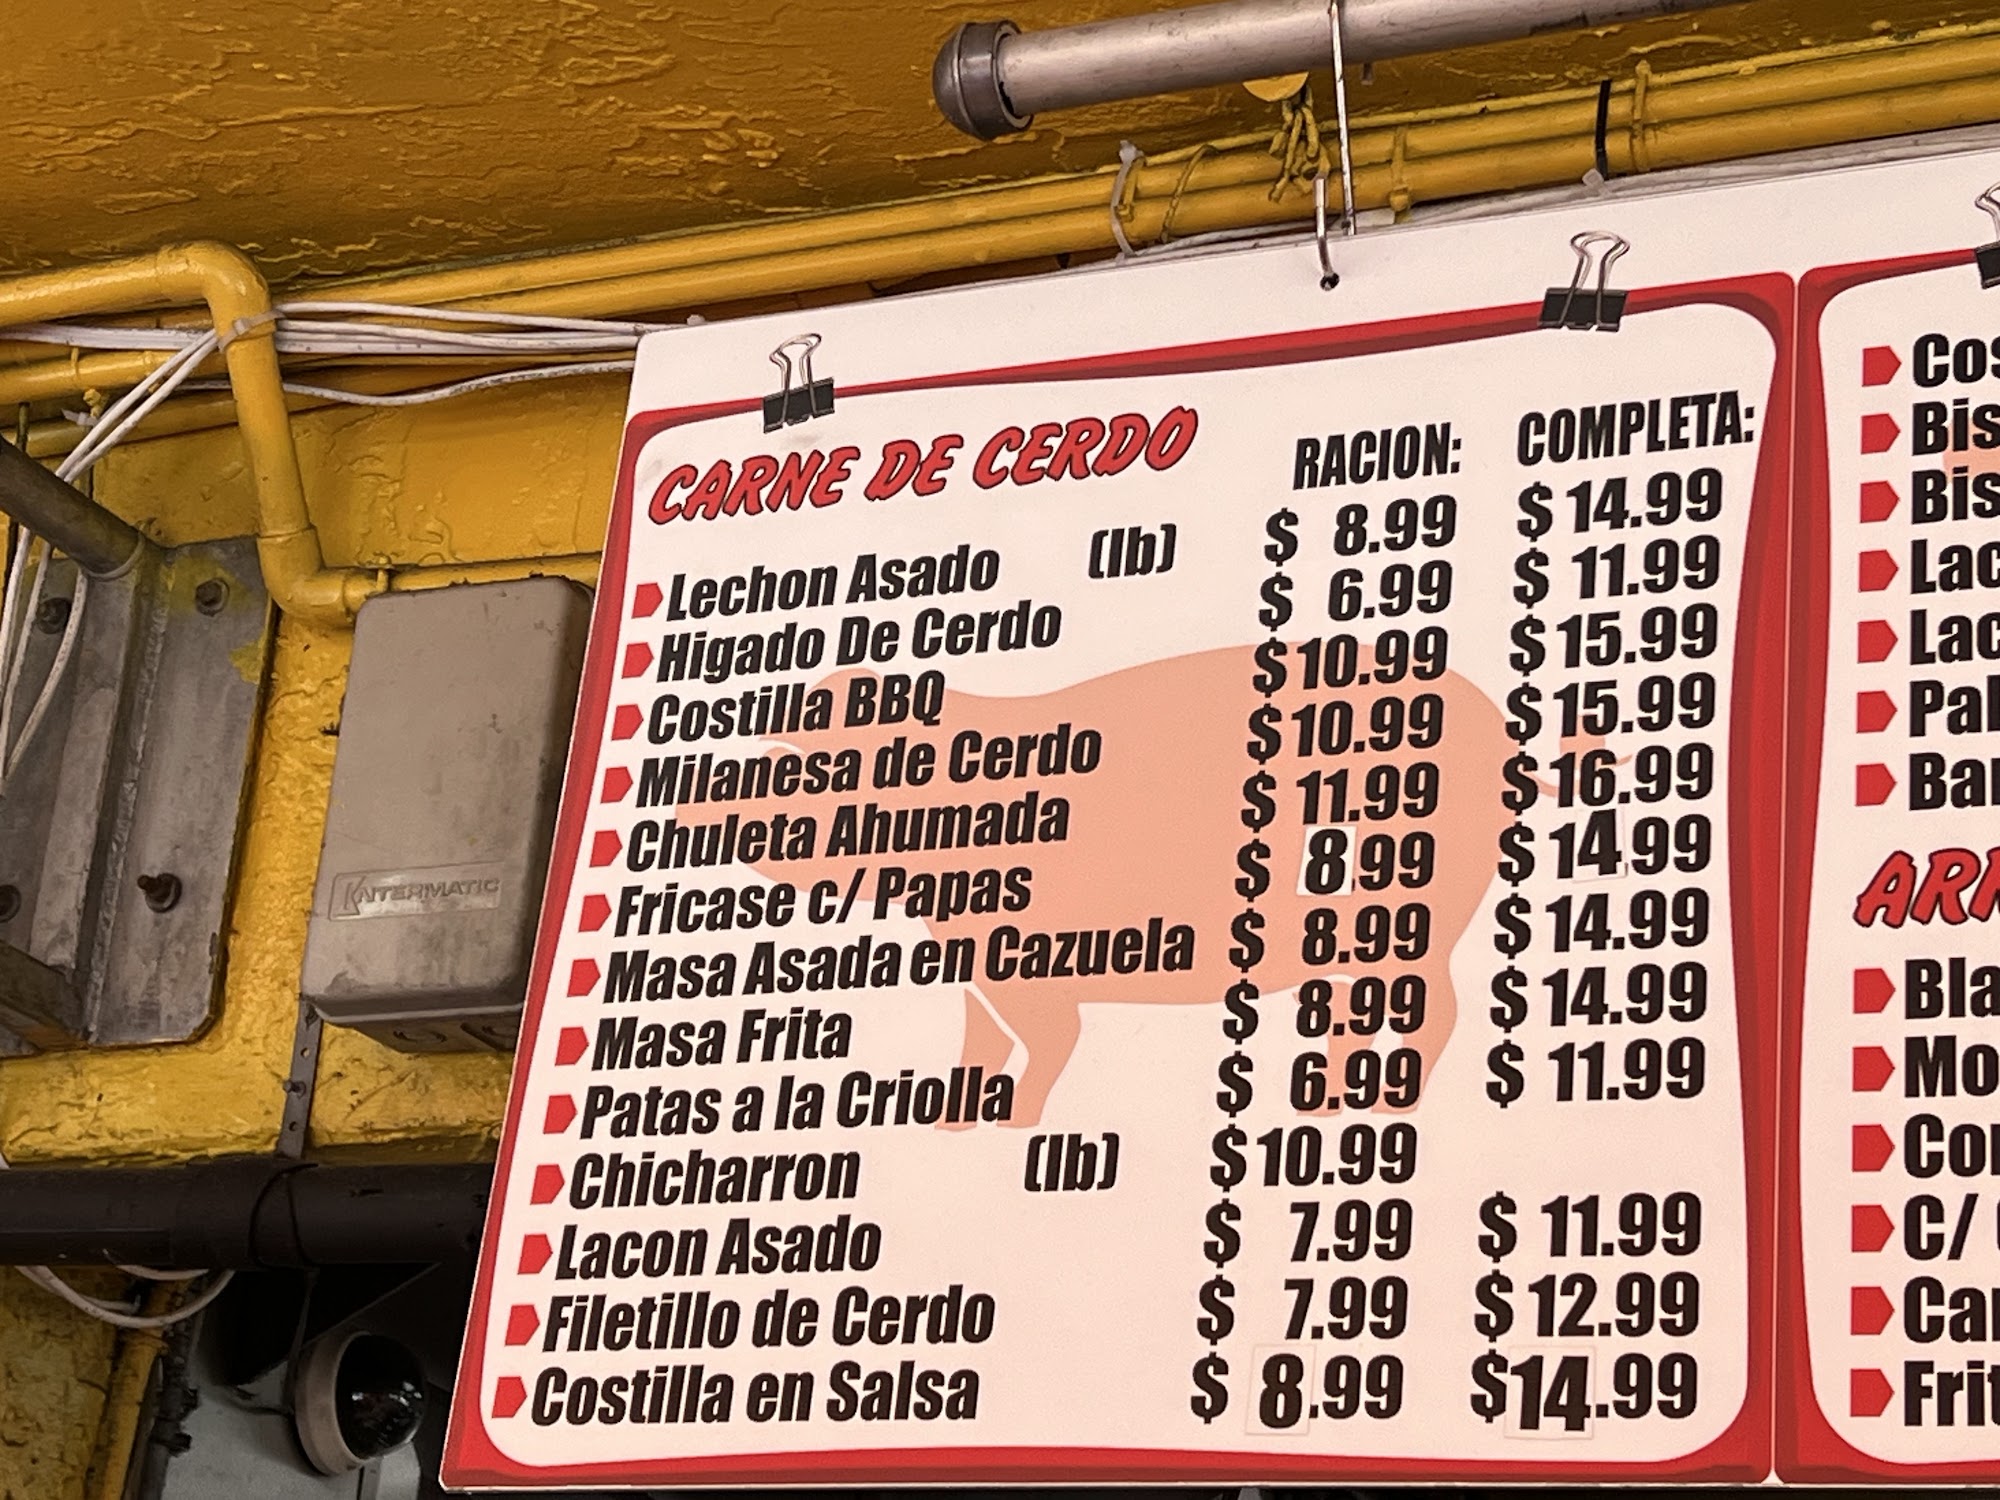 CARNE DE CERDO RACION: COMPLETA:
Lechon Asado (lb) $ 8.99 $ 14.99
Higado De Cerdo $ 6.99 $ 11.99
Costilla BBQ $ 10.99 $ 15.99
Milanesa de Cerdo $ 10.99 $ 15.99
Chuleta Ahumada $ 11.99 $ 16.99
Fricase c/ Papas $ 8.99 $ 14.99
Masa Asada en Cazuela $ 8.99 $ 14.99
Masa Frita $ 8.99 $ 14.99
Patas a la Criolla $ 6.99 $ 11.99
Chicharron (lb) $ 10.99
Lacon Asado $ 7.99 $ 11.99
Filetillo de Cerdo $ 7.99 $ 12.99
Costilla en Salsa $ 8.99 $ 14.99
INTERMATIC
C/